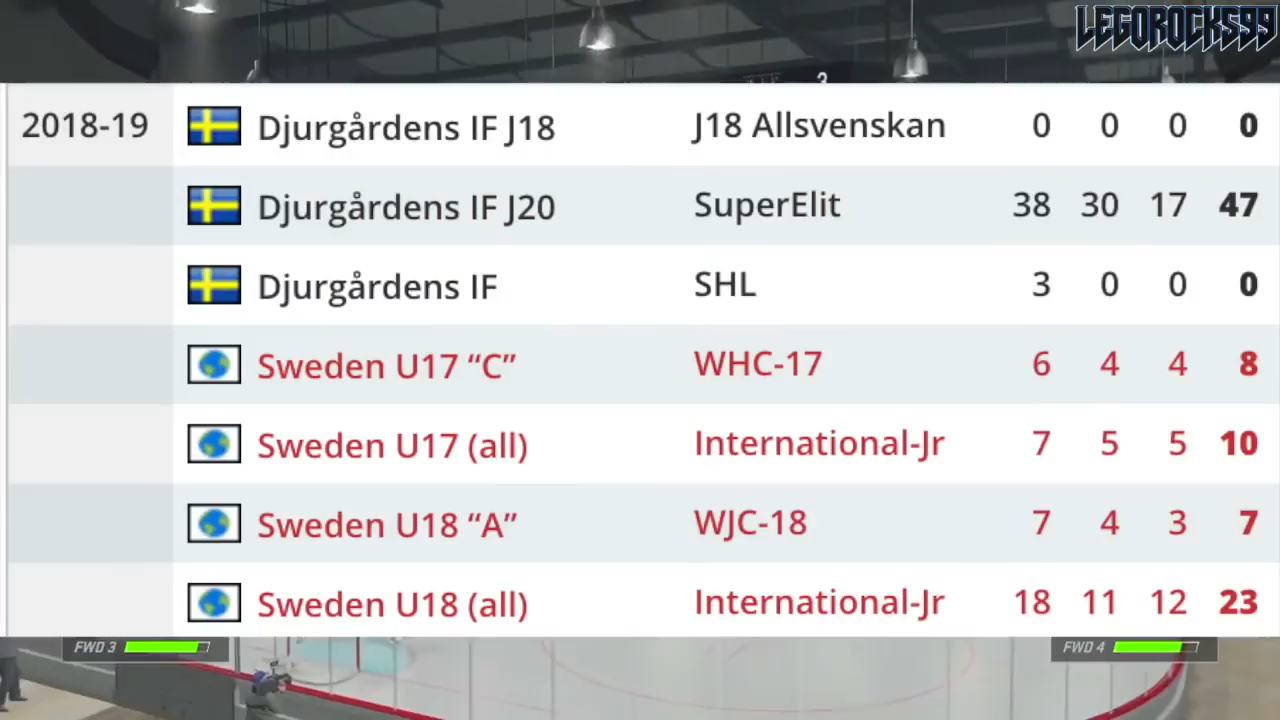 LEGOROCKS99
3
2018-19 Djurgårdens IF J18 J18 Allsvenskan 0 0 0 0
Djurgårdens IF J20 SuperElit 38 30 17 47
Djurgårdens IF SHL 3 0 0 0
Sweden U17 “C” WHC-17 6 4 4 8
Sweden U17 (all) International-Jr 7 5 5 10
Sweden U18 “A” WJC-18 7 4 3 7
Sweden U18 (all) International-Jr 18 11 12 23
FWD 3 FWD 4